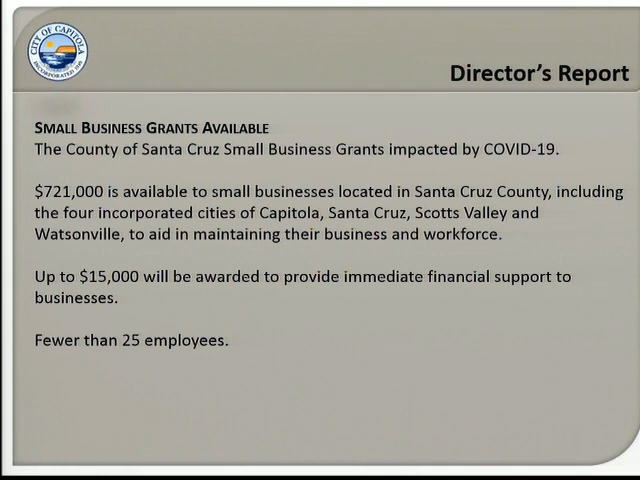 CITY OF CAPITOLA
INCORPORATED 1949
Director's Report
SMALL BUSINESS GRANTS AVAILABLE
The County of Santa Cruz Small Business Grants impacted by COVID-19.
$721,000 is available to small businesses located in Santa Cruz County, including
the four incorporated cities of Capitola, Santa Cruz, Scotts Valley and
Watsonville, to aid in maintaining their business and workforce.
Up to $15,000 will be awarded to provide immediate financial support to
businesses.
Fewer than 25 employees.